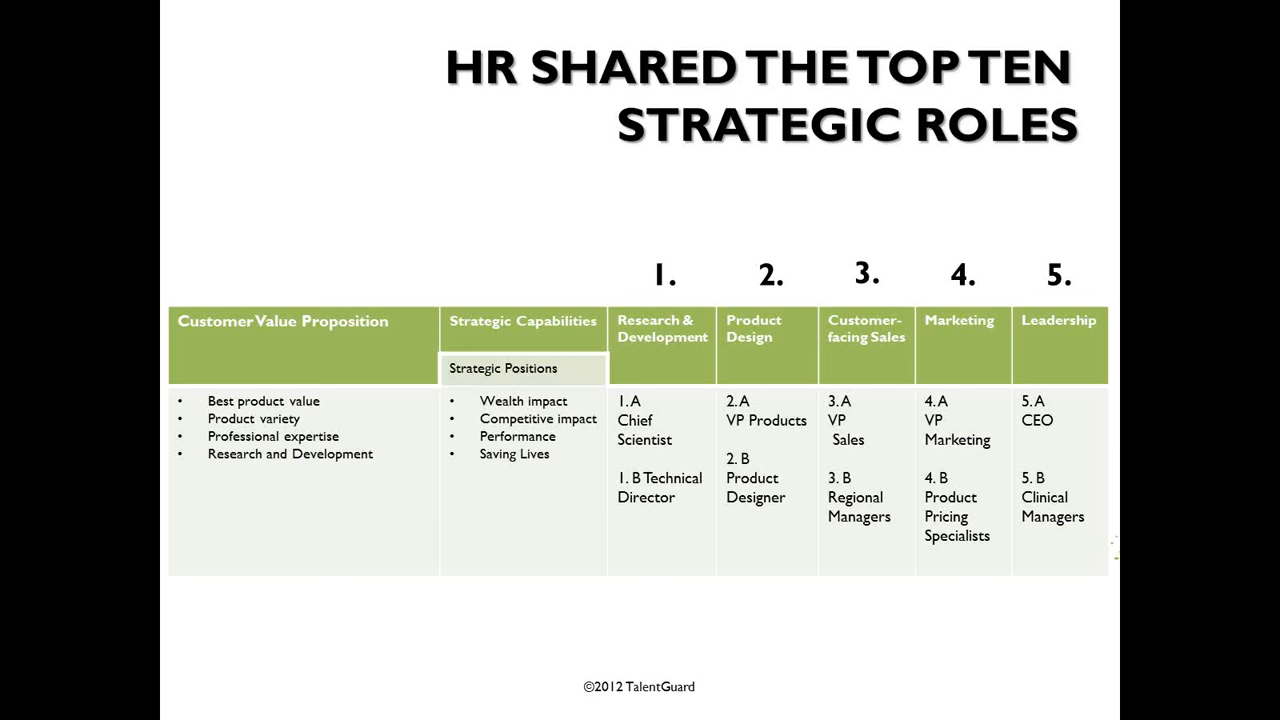 HR SHARED THE TOP TEN
STRATEGIC ROLES
1.
2.
3.
4.
5.
Customer Value Proposition
Strategic Capabilities
Research &
Development
Product
Design
Customer-
facing Sales
Marketing
Leadership
Strategic Positions
• Best product value
• Product variety
• Professional expertise
• Research and Development
• Wealth impact
• Competitive impact
• Performance
• Saving Lives
1. A
Chief
Scientist
1. B Technical
Director
2. A
VP Products
2. B
Product
Designer
3. A
VP
Sales
3. B
Regional
Managers
4. A
VP
Marketing
4. B
Product
Pricing
Specialists
5. A
CEO
5. B
Clinical
Managers
©2012 TalentGuard